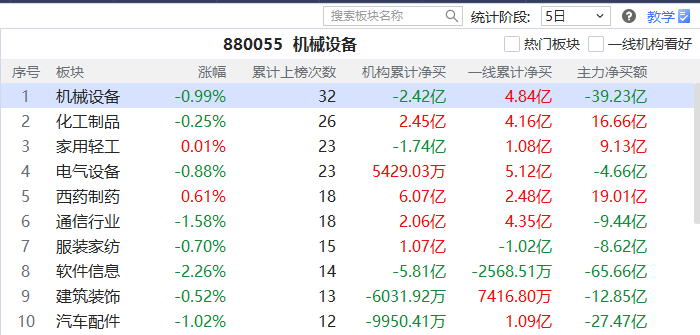 搜索板块名称 统计阶段: 5日 ? 教学
880055 机械设备 热门板块 一线机构看好
序号 板块 涨幅 累计上榜次数 机构累计净买 一线累计净买 主力净买额
1 机械设备 -0.99% 32 -2.42亿 4.84亿 -39.23亿
2 化工制品 -0.25% 26 2.45亿 4.16亿 16.66亿
3 家用轻工 0.01% 23 -1.74亿 1.08亿 9.13亿
4 电气设备 -0.88% 23 5429.03万 5.12亿 -4.66亿
5 西药制药 0.61% 18 6.07亿 2.48亿 19.01亿
6 通信行业 -1.58% 18 2.06亿 4.35亿 -9.44亿
7 服装家纺 -0.70% 15 1.07亿 -1.02亿 -8.62亿
8 软件信息 -2.26% 14 -5.81亿 -2568.51万 -65.66亿
9 建筑装饰 -0.52% 13 -6031.92万 7416.80万 -12.85亿
10 汽车配件 -1.02% 12 -9950.41万 1.09亿 -27.47亿